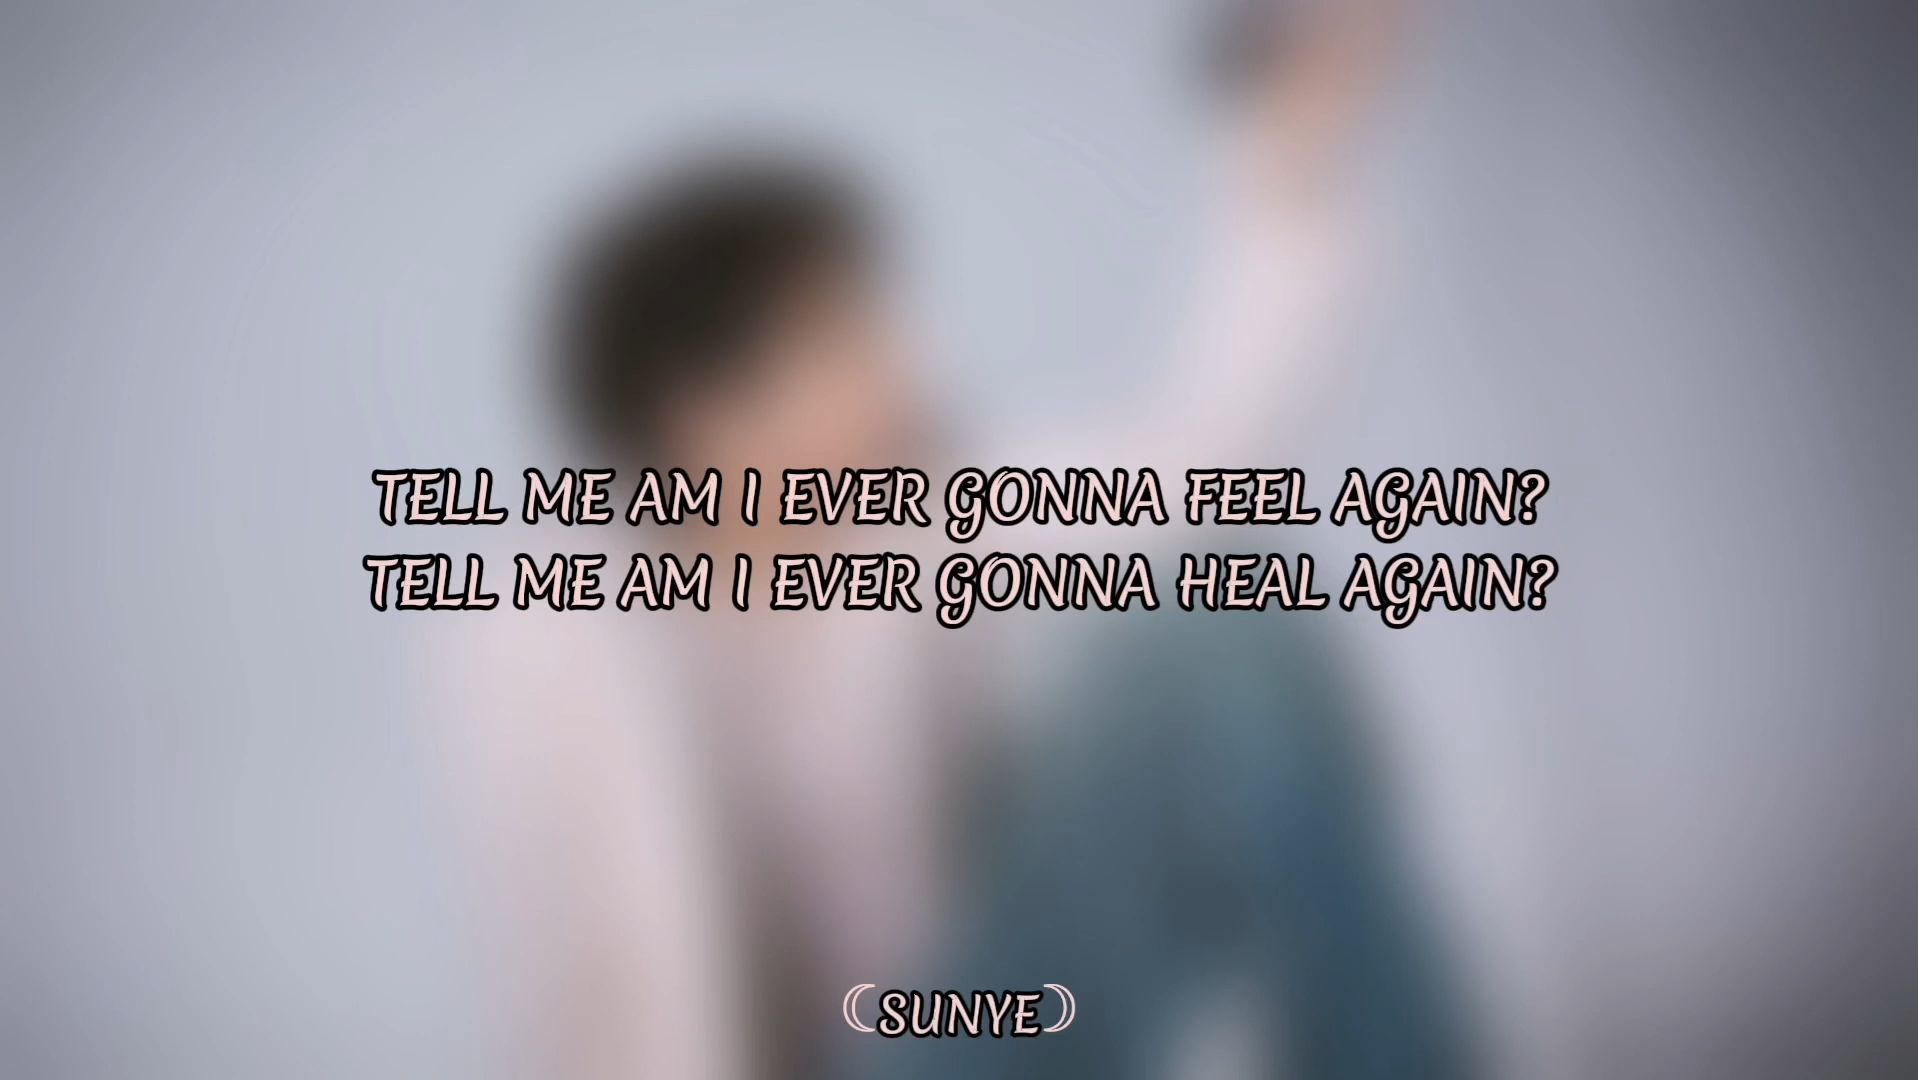 TELL ME AM I EVER GONNA FEEL AGAIN?
TELL ME AM I EVER GONNA HEAL AGAIN?
☾SUNYE☽